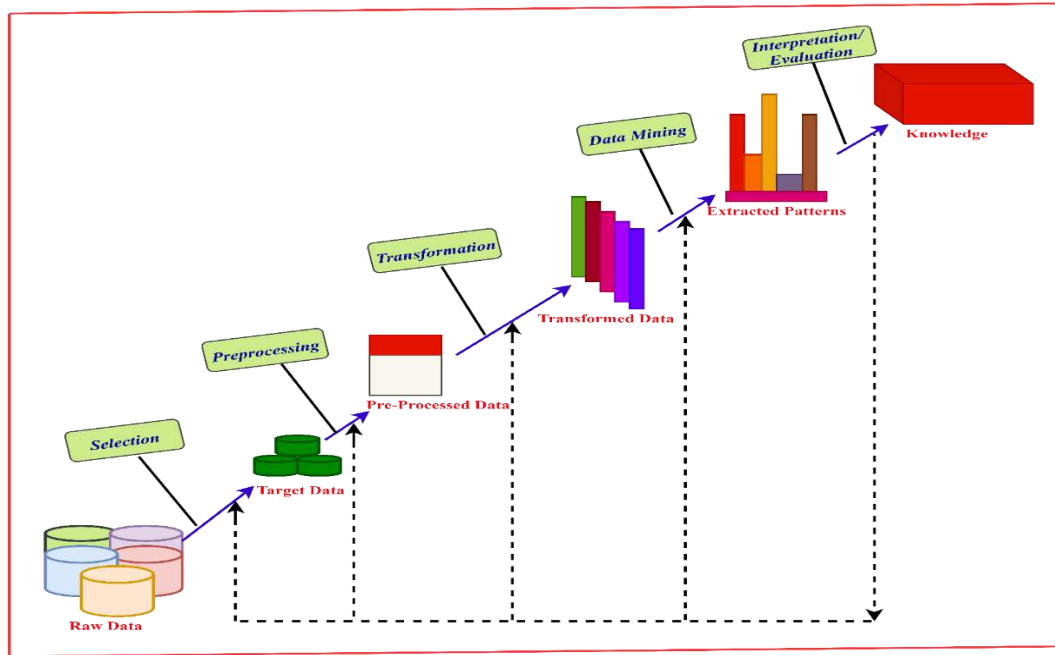 Interpretation/
Evaluation
Knowledge
Data Mining
Extracted Patterns
Transformation
Transformed Data
Preprocessing
Pre-Processed Data
Selection
Target Data
Raw Data